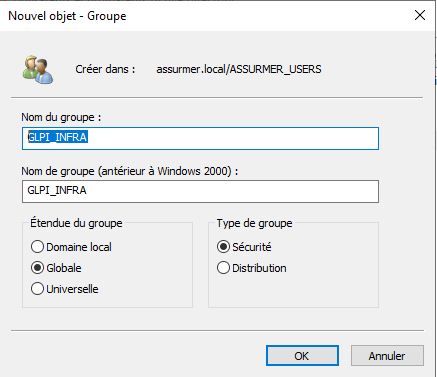 Nouvel objet - Groupe
Créer dans : assurmer.local/ASSURMER_USERS
Nom du groupe :
GLPI_INFRA
Nom de groupe (antérieur à Windows 2000) :
GLPI_INFRA
Étendue du groupe
Domaine local
Globale
Universelle
Type de groupe
Sécurité
Distribution
OK Annuler